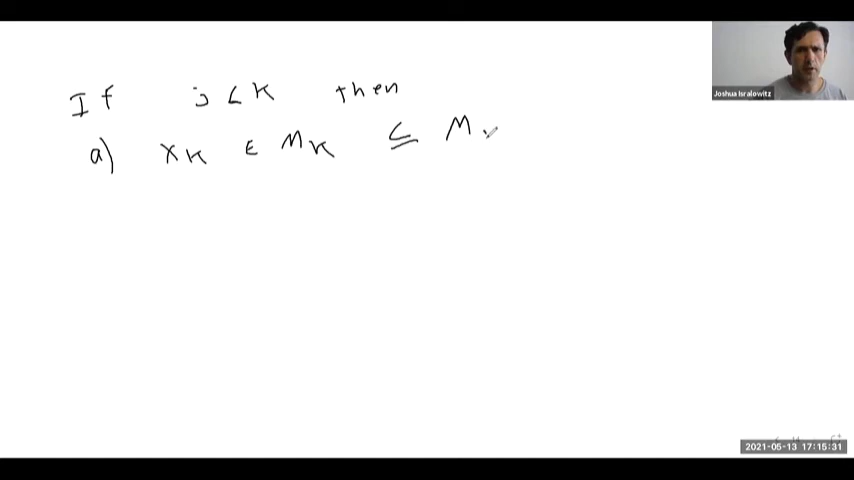 If j < K then
a) x_K ∈ M_K ⊆ M
Joshua Isralowitz
2021-05-13 17:15:31